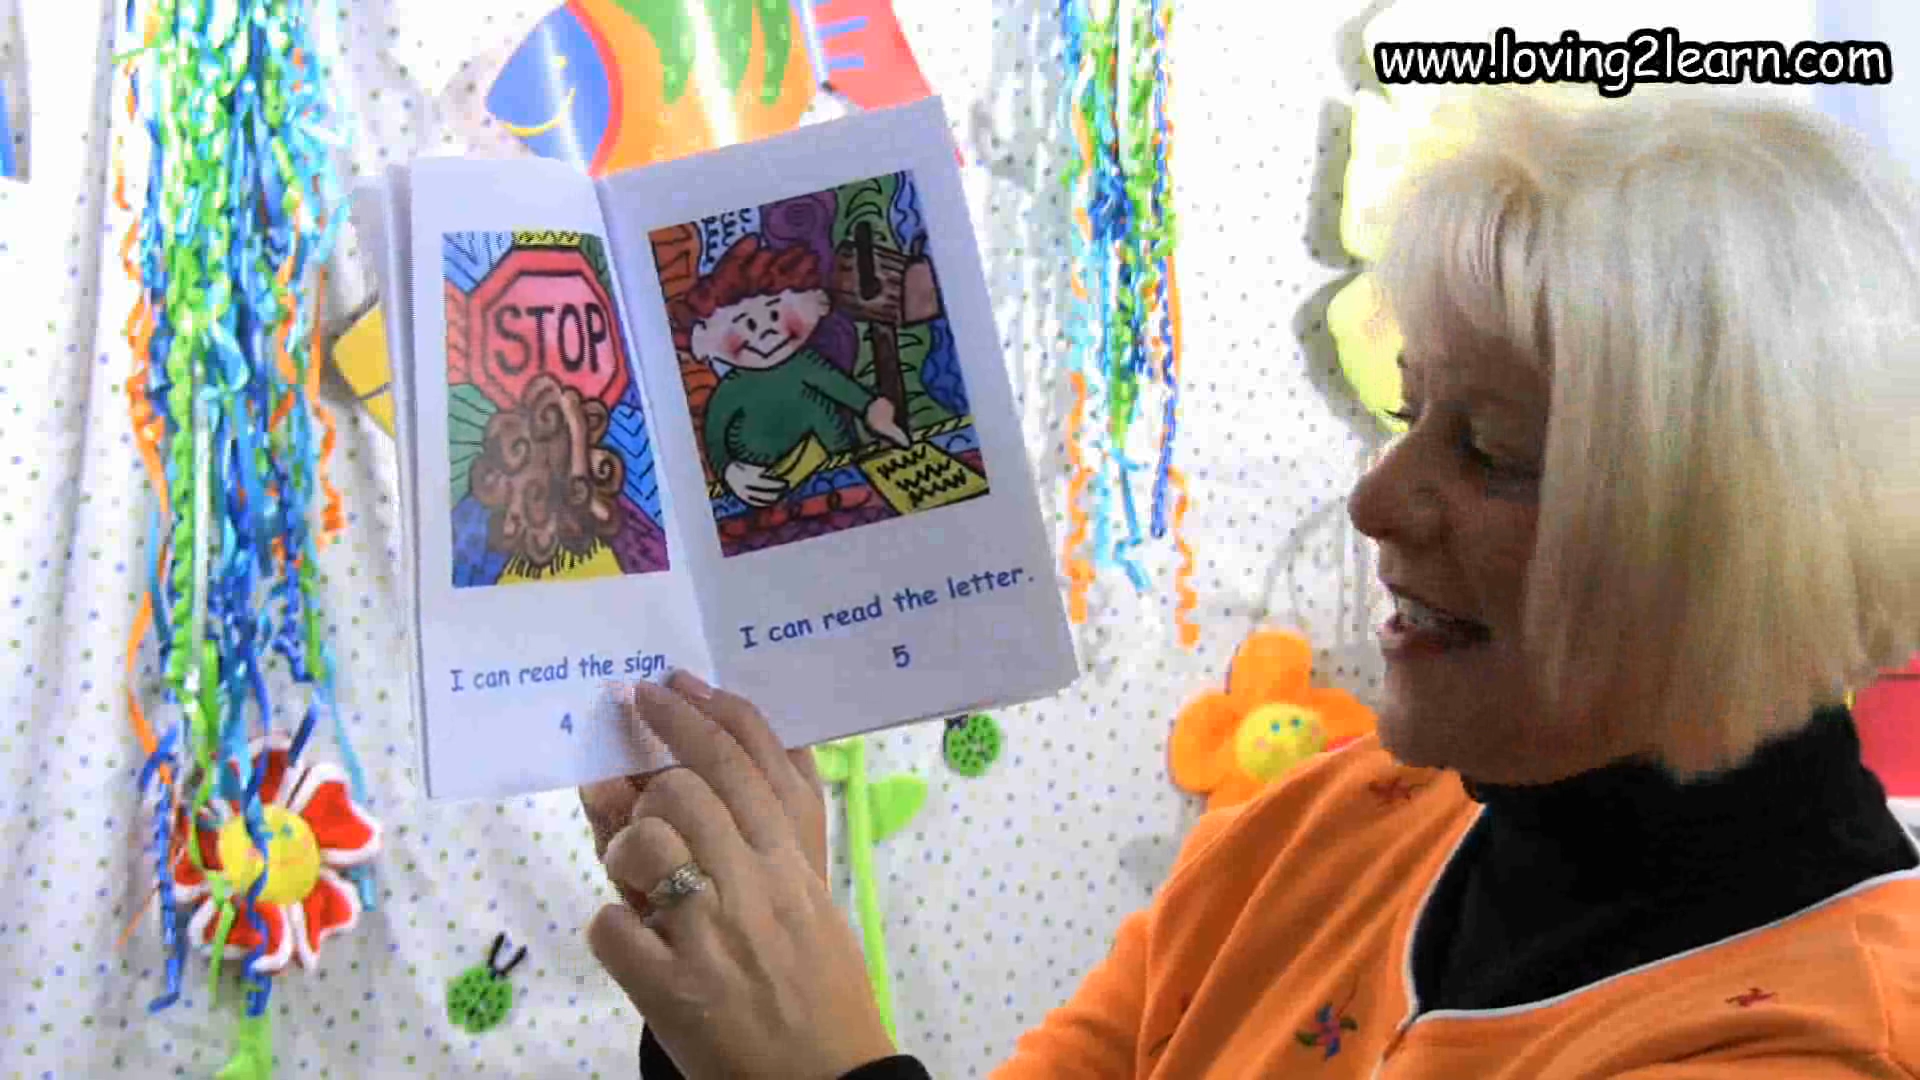 www.loving2learn.com
STOP
I can read the sign.
4
I can read the letter.
5